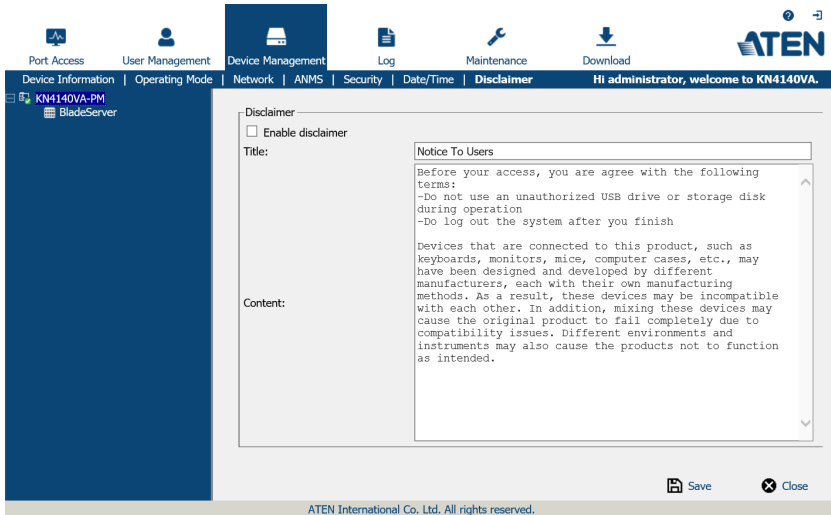 ATEN
Port Access
User Management
Device Management
Log
Maintenance
Download
Device Information | Operating Mode | Network | ANMS | Security | Date/Time | Disclaimer
Hi administrator, welcome to KN4140VA.
KN4140VA-PM
BladeServer
Disclaimer
Enable disclaimer
Title:
Notice To Users
Content:
Before your access, you are agree with the following
terms:
-Do not use an unauthorized USB drive or storage disk
during operation
-Do log out the system after you finish
Devices that are connected to this product, such as
keyboards, monitors, mice, computer cases, etc., may
have been designed and developed by different
manufacturers, each with their own manufacturing
methods. As a result, these devices may be incompatible
with each other. In addition, mixing these devices may
cause the original product to fail completely due to
compatibility issues. Different environments and
instruments may also cause the products not to function
as intended.
Save
Close
ATEN International Co. Ltd. All rights reserved.